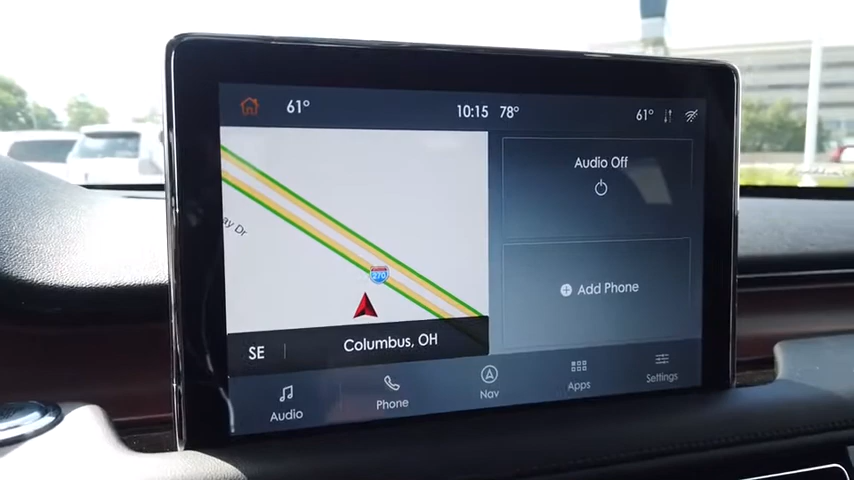 61° 10:15 78° 61°
Audio Off
ay Dr
270
Add Phone
SE Columbus, OH
Audio Phone Nav Apps Settings